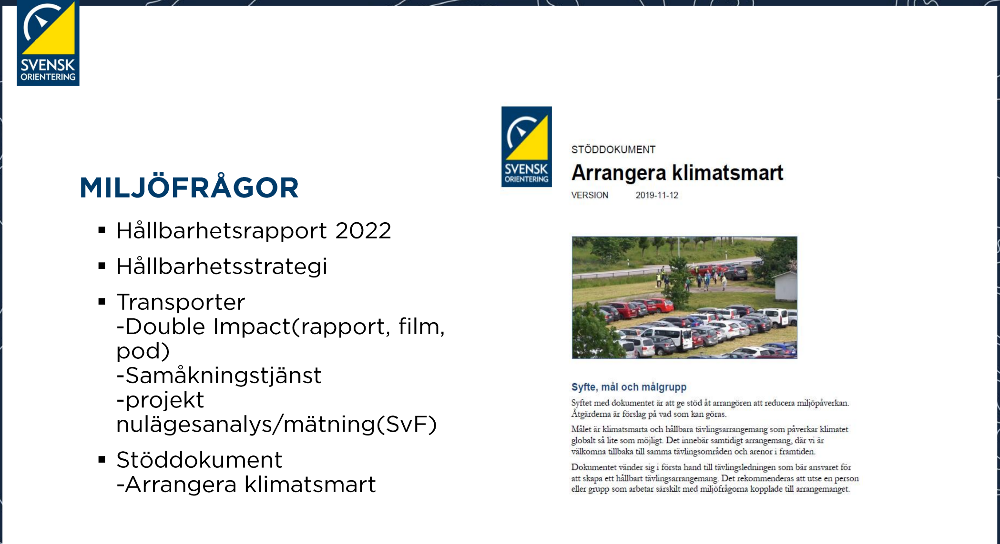 SVENSK
ORIENTERING
MILJÖFRÅGOR
▪ Hållbarhetsrapport 2022
▪ Hållbarhetsstrategi
▪ Transporter
-Double Impact(rapport, film,
pod)
-Samåkningstjänst
-projekt
nulägesanalys/mätning(SvF)
▪ Stöddokument
-Arrangera klimatsmart
SVENSK
ORIENTERING
STÖDDOKUMENT
Arrangera klimatsmart
VERSION 2019-11-12
Syfte, mål och målgrupp
Syftet med dokumentet är att ge stöd åt arrangören att reducera miljöpåverkan.
Åtgärderna är förslag på vad som kan göras.
Målet är klimatsmarta och hållbara tävlingsarrangemang som påverkar klimatet
globalt så lite som möjligt. Det innebär samtidigt arrangemang, där vi är
välkomna tillbaka till samma tävlingsområden och arenor i framtiden.
Dokumentet vänder sig i första hand till tävlingsledningen som bär ansvaret för
att skapa ett hållbart tävlingsarrangemang. Det rekommenderas att utse en person
eller grupp som arbetar särskilt med miljöfrågorna kopplade till arrangemanget.